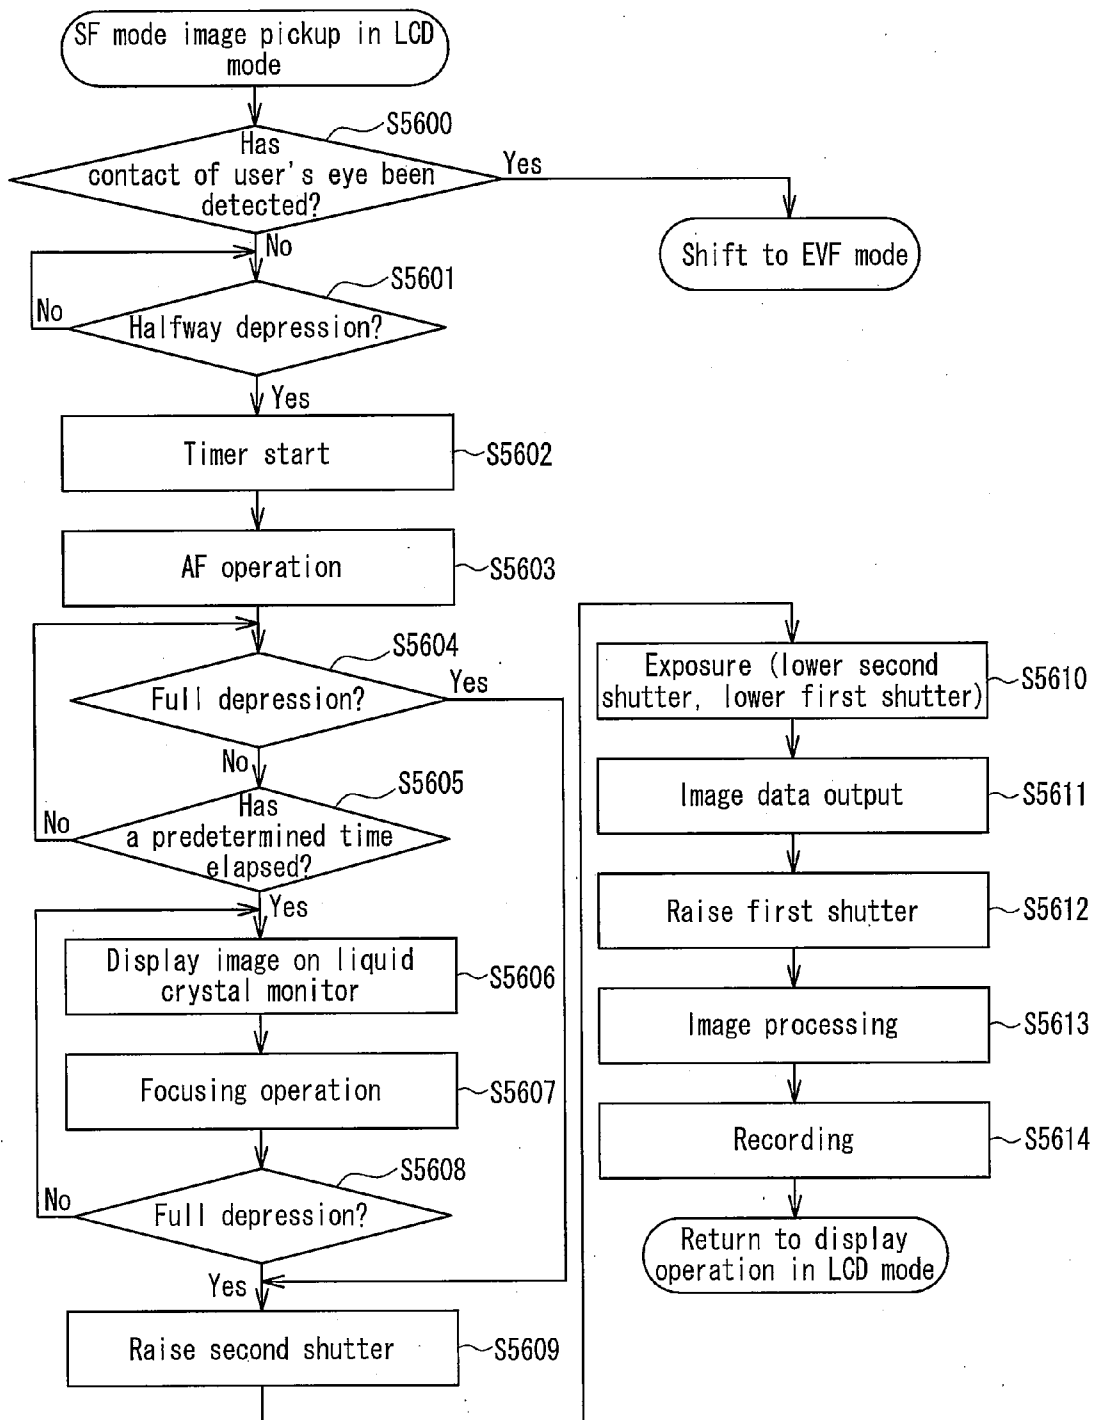 SF mode image pickup in LCD
mode
S5600
Has
contact of user's eye been
detected?
Yes
No
Shift to EVF mode
S5601
No
Halfway depression?
Yes
Timer start
S5602
AF operation
S5603
S5604
Full depression?
Yes
No
S5605
Has
No
a predetermined time
elapsed?
Yes
Display image on liquid
crystal monitor
S5606
Focusing operation
S5607
S5608
No
Full depression?
Yes
Raise second shutter
S5609
Exposure (lower second
shutter, lower first shutter)
S5610
Image data output
S5611
Raise first shutter
S5612
Image processing
S5613
Recording
S5614
Return to display
operation in LCD mode